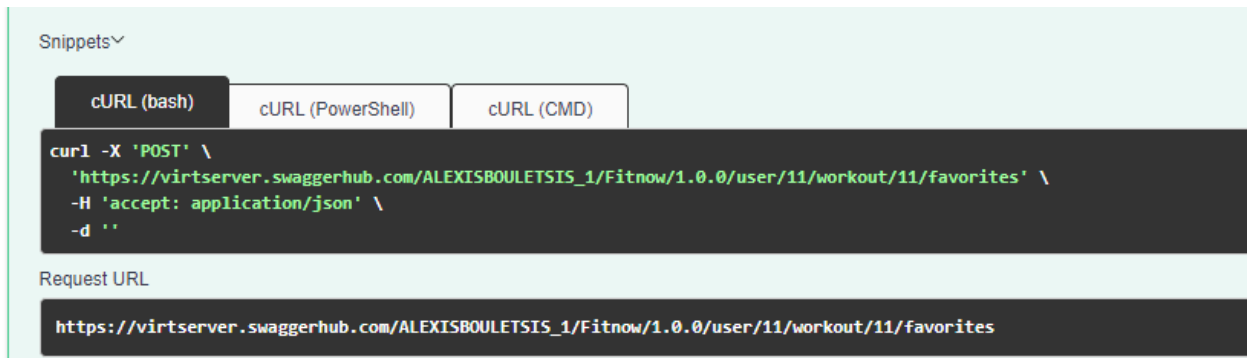 Snippets
cURL (bash) cURL (PowerShell) cURL (CMD)
curl -X 'POST' \
'https://virtserver.swaggerhub.com/ALEXISBOULETSIS_1/Fitnow/1.0.0/user/11/workout/11/favorites' \
-H 'accept: application/json' \
-d ''
Request URL
https://virtserver.swaggerhub.com/ALEXISBOULETSIS_1/Fitnow/1.0.0/user/11/workout/11/favorites